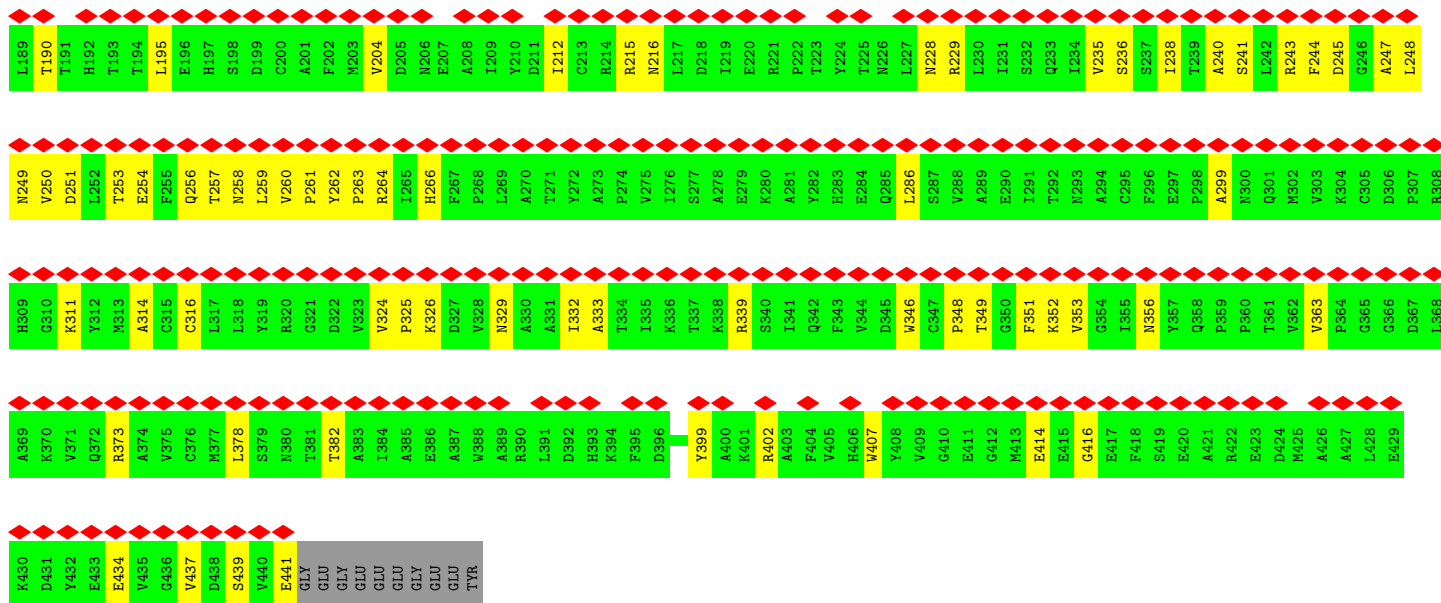 L189 T190 T191 H192 T193 T194 L195 E196 H197 S198 D199 C200 A201 F202 M203 V204 D205 N206 E207 A208 I209 Y210 D211 I212 C213 R214 R215 N216 L217 D218 I219 E220 R221 P222 T223 Y224 T225 N226 L227 N228 R229 L230 I231 S232 Q233 I234 V235 S236 S237 I238 T239 A240 S241 L242 R243 F244 D245 G246 A247 L248
N249 V250 D251 L252 T253 E254 F255 Q256 T257 N258 L259 V260 P261 Y262 P263 R264 I265 H266 F267 P268 L269 A270 T271 Y272 A273 P274 V275 I276 S277 A278 E279 K280 A281 Y282 H283 E284 Q285 L286 S287 V288 A289 E290 I291 T292 N293 A294 C295 F296 E297 P298 A299 N300 Q301 M302 V303 K304 C305 D306 P307 R308
H309 G310 K311 Y312 M313 A314 C315 C316 L317 L318 Y319 R320 G321 D322 V323 V324 P325 K326 D327 V328 N329 A330 A331 I332 A333 T334 I335 K336 T337 K338 R339 S340 I341 Q342 F343 V344 D345 W346 C347 P348 T349 G350 F351 K352 V353 G354 I355 N356 Y357 Q358 P359 P360 T361 V362 V363 P364 G365 G366 D367 L368
A369 K370 V371 Q372 R373 A374 V375 C376 M377 L378 S379 N380 T381 T382 A383 I384 A385 E386 A387 W388 A389 R390 L391 D392 H393 K394 F395 D396 Y399 A400 K401 R402 A403 F404 V405 H406 W407 Y408 V409 G410 E411 G412 M413 E414 E415 G416 E417 F418 S419 E420 A421 R422 E423 D424 M425 A426 A427 L428 E429
K430 D431 Y432 E433 E434 V435 G436 V437 D438 S439 V440 E441 GLY GLU GLY GLU GLU GLU GLY GLU GLU TYR